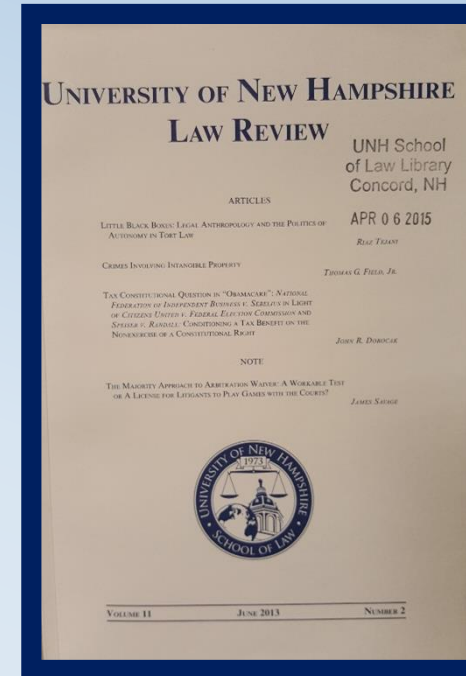 UNIVERSITY OF NEW HAMPSHIRE
LAW REVIEW
UNH School
of Law Library
Concord, NH
APR 06 2015
ARTICLES
LITTLE BLACK BOXES: LEGAL ANTHROPOLOGY AND THE POLITICS OF
AUTONOMY IN TORT LAW
RIAZ TEJANI
CRIMES INVOLVING INTANGIBLE PROPERTY
THOMAS G. FIELD, JR.
TAX CONSTITUTIONAL QUESTION IN "OBAMACARE": NATIONAL
FEDERATION OF INDEPENDENT BUSINESS V. SEBELIUS IN LIGHT
OF CITIZENS UNITED V. FEDERAL ELECTION COMMISSION AND
SPEISER V. RANDALL: CONDITIONING A TAX BENEFIT ON THE
NONEXERCISE OF A CONSTITUTIONAL RIGHT
JOHN R. DOROCAK
NOTE
THE MAJORITY APPROACH TO ARBITRATION WAIVER: A WORKABLE TEST
OR A LICENSE FOR LITIGANTS TO PLAY GAMES WITH THE COURTS?
JAMES SAVAGE
UNIVERSITY OF NEW HAMPSHIRE
1973
SCHOOL OF LAW
VOLUME 11 JUNE 2013 NUMBER 2